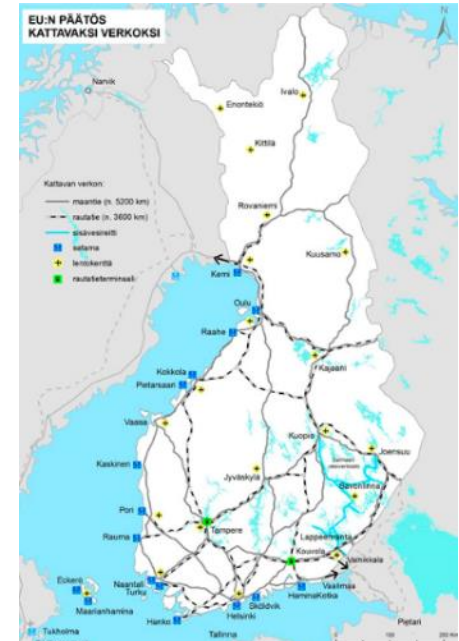 EU:N PÄÄTÖS
KATTAVAKSI VERKOKSI
N
Narvik
Ivalo
Enontekiö
Kittilä
Kattavan verkon:
maantie (n. 5200 km)
rautatie (n. 3600 km)
sisävesireitti
satama
lentokenttä
rautatieterminaali
Rovaniemi
Kuusamo
Kemi
Oulu
Raahe
Kajaani
Kokkola
Pietarsaari
Vaasa
Kuopio
Joensuu
Kaskinen
Jyväskylä
Savonlinna
Pori
Tampere
Rauma
Lappeenranta
Kouvola
Vainikkala
Eckerö
Naantali
Turku
Vaalimaa
Maarianhamina
HaminaKotka
Sköldvik
Helsinki
Hanko
Tukholma
Tallinna
Pietari